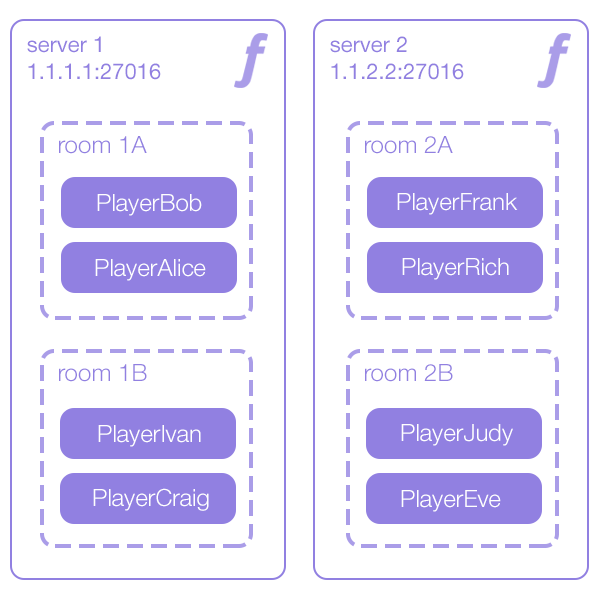 server 1
1.1.1.1:27016
f
room 1A
PlayerBob
PlayerAlice
room 1B
PlayerIvan
PlayerCraig
server 2
1.1.2.2:27016
f
room 2A
PlayerFrank
PlayerRich
room 2B
PlayerJudy
PlayerEve